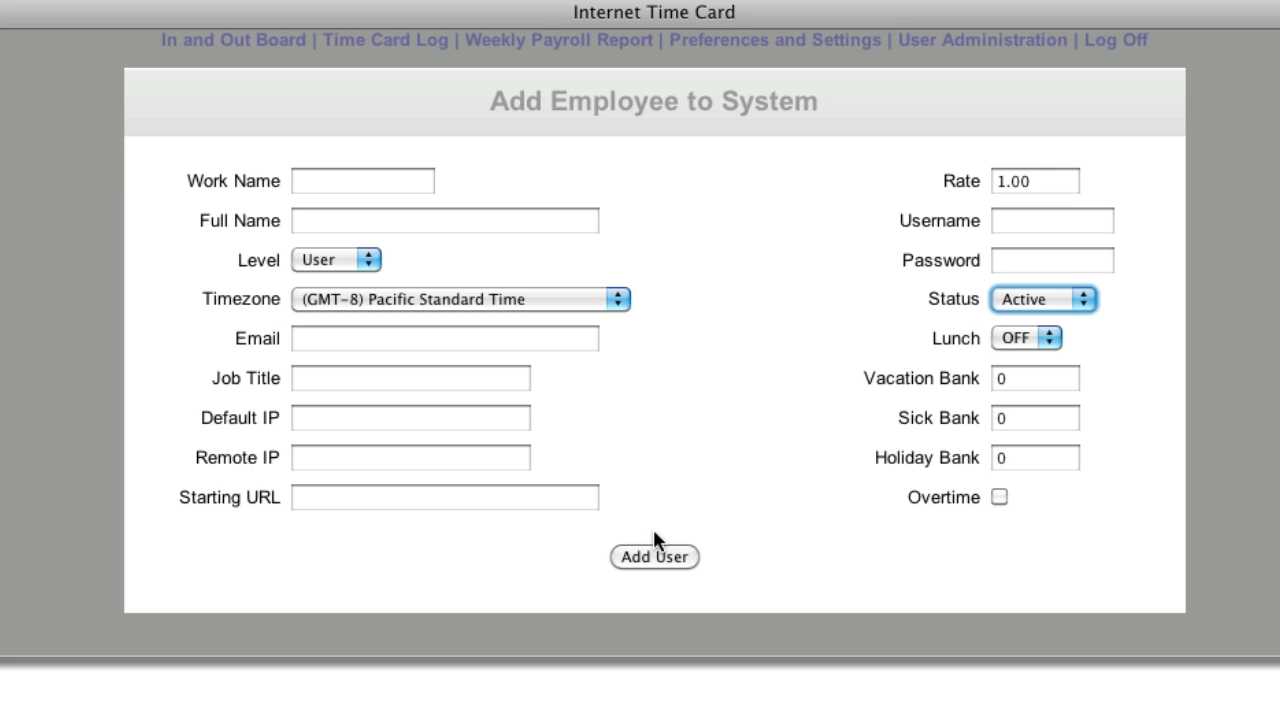 Internet Time Card
In and Out Board | Time Card Log | Weekly Payroll Report | Preferences and Settings | User Administration | Log Off
Add Employee to System
Work Name
Rate 1.00
Full Name
Username
Level User
Password
Timezone (GMT-8) Pacific Standard Time
Status Active
Email
Lunch OFF
Job Title
Vacation Bank 0
Default IP
Sick Bank 0
Remote IP
Holiday Bank 0
Starting URL
Overtime
Add User